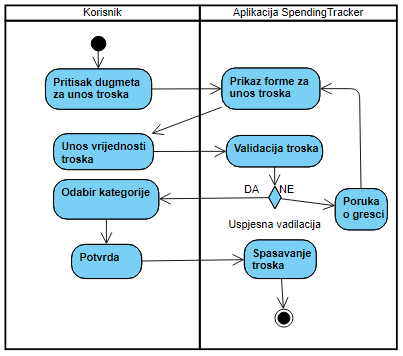 Korisnik
Aplikacija SpendingTracker
Pritisak dugmeta
za unos troska
Prikaz forme za
unos troska
Unos vrijednosti
troska
Validacija troska
DA
NE
Odabir kategorije
Poruka
o gresci
Uspjesna vadilacija
Potvrda
Spasavanje
troska